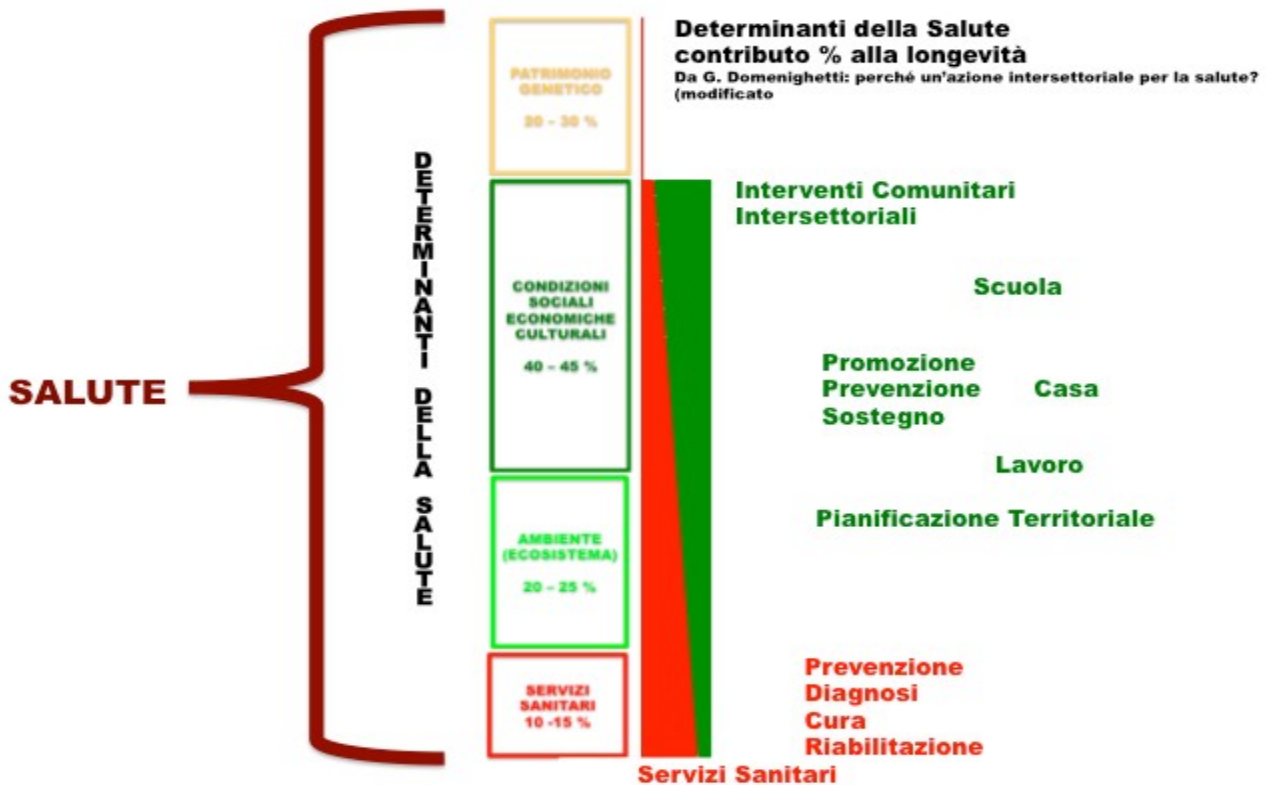 Determinanti della Salute
contributo % alla longevità
Da G. Domenighetti: perché un'azione intersettoriale per la salute?
(modificato
SALUTE
DETERMINANTI DELLA SALUTE
PATRIMONIO
GENETICO
20 – 30 %
CONDIZIONI
SOCIALI
ECONOMICHE
CULTURALI
40 – 45 %
AMBIENTE
(ECOSISTEMA)
20 – 25 %
SERVIZI
SANITARI
10 -15 %
Interventi Comunitari
Intersettoriali
Scuola
Promozione
Prevenzione
Sostegno
Casa
Lavoro
Pianificazione Territoriale
Prevenzione
Diagnosi
Cura
Riabilitazione
Servizi Sanitari